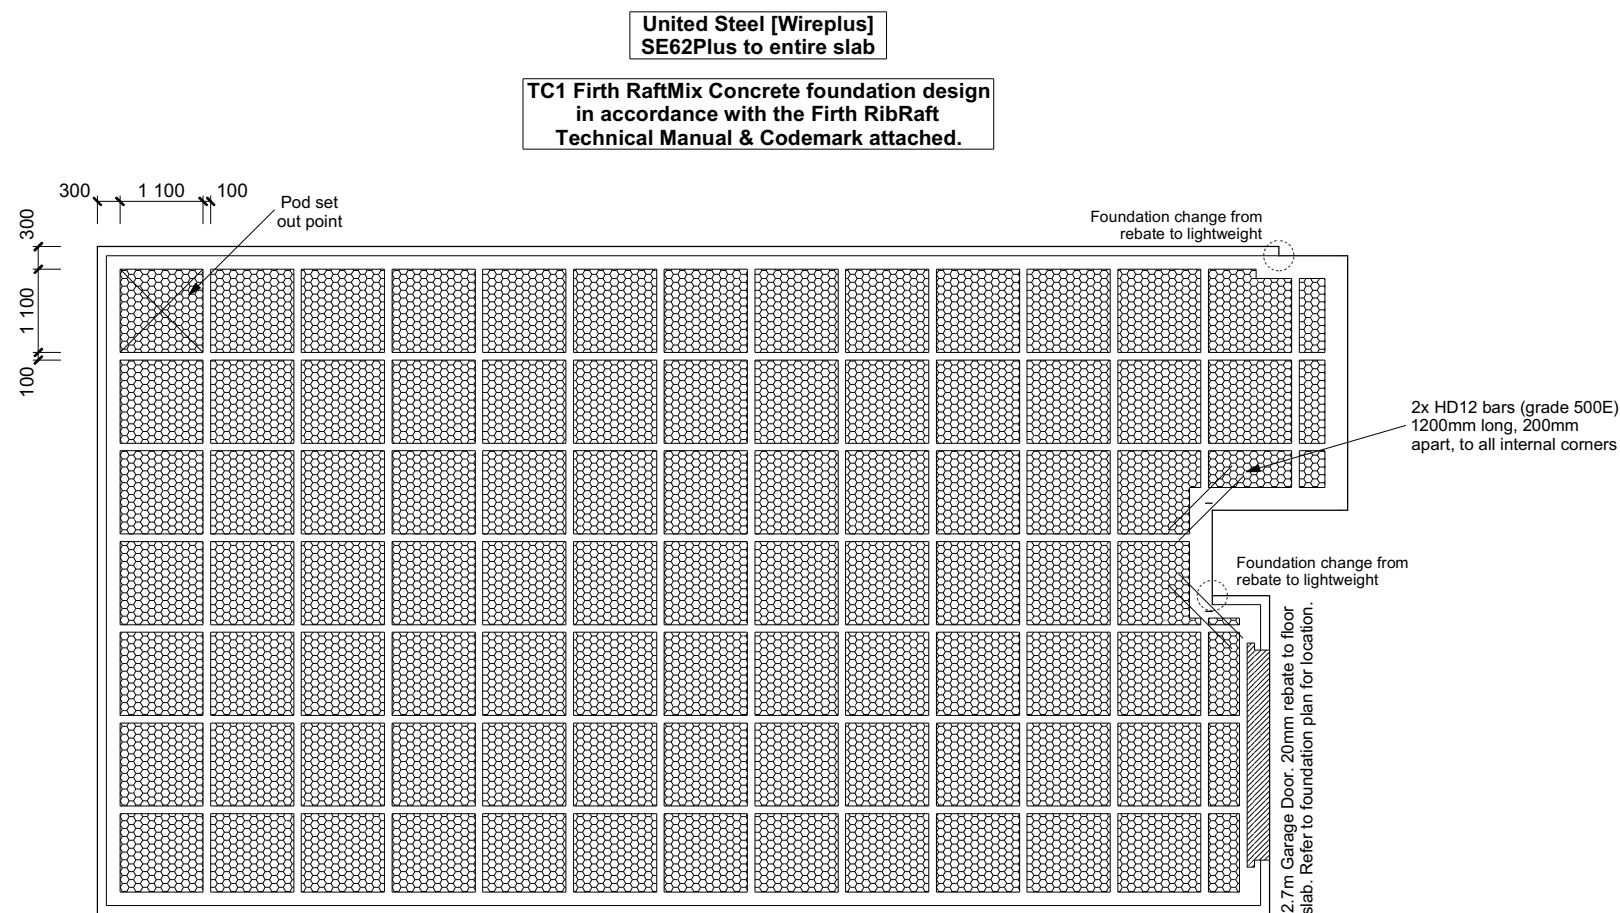 United Steel [Wireplus]
SE62Plus to entire slab
TC1 Firth RaftMix Concrete foundation design
in accordance with the Firth RibRaft
Technical Manual & Codemark attached.
300
1 100
100
Pod set
out point
300
1 100
100
Foundation change from
rebate to lightweight
2x HD12 bars (grade 500E)
1200mm long, 200mm
apart, to all internal corners
Foundation change from
rebate to lightweight
2.7m Garage Door. 20mm rebate to floor
slab. Refer to foundation plan for location.